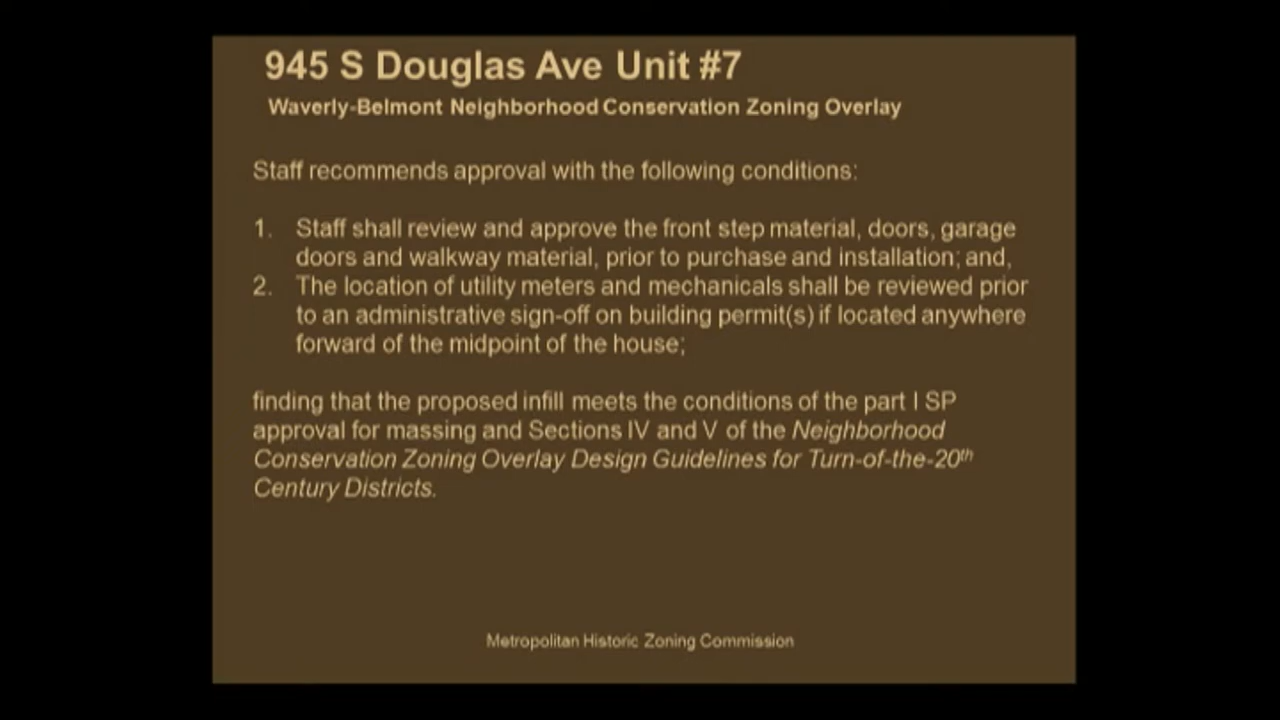 945 S Douglas Ave Unit #7
Waverly-Belmont Neighborhood Conservation Zoning Overlay
Staff recommends approval with the following conditions:
1. Staff shall review and approve the front step material, doors, garage
doors and walkway material, prior to purchase and installation; and,
2. The location of utility meters and mechanicals shall be reviewed prior
to an administrative sign-off on building permit(s) if located anywhere
forward of the midpoint of the house;
finding that the proposed infill meets the conditions of the part I SP
approval for massing and Sections IV and V of the Neighborhood
Conservation Zoning Overlay Design Guidelines for Turn-of-the-20th
Century Districts.
Metropolitan Historic Zoning Commission